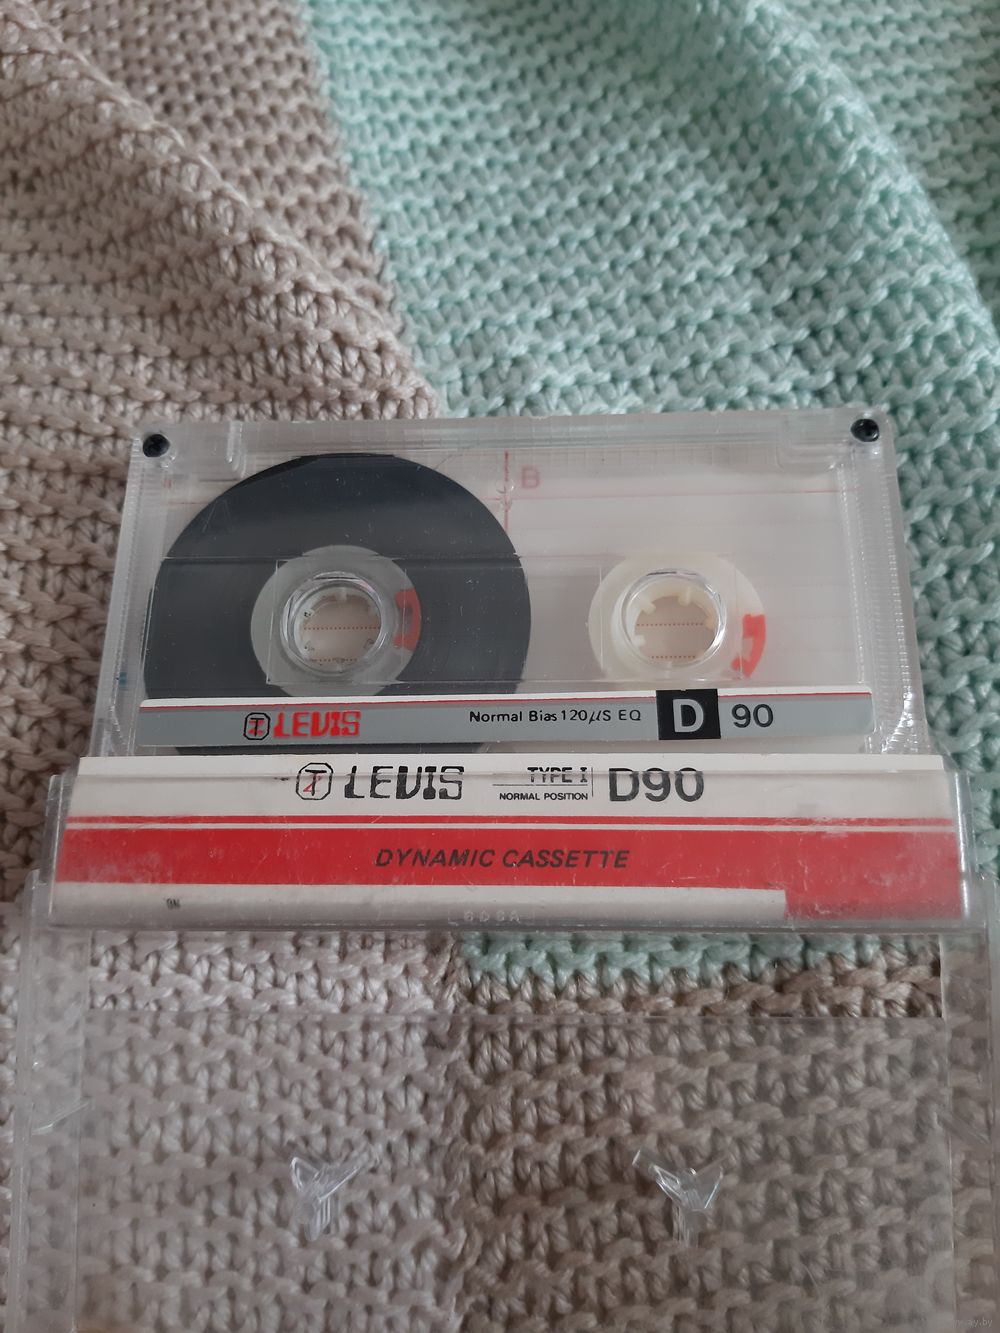 B
T LEVIS Normal Bias 120µS EQ D 90
T LEVIS TYPE I NORMAL POSITION D90
DYNAMIC CASSETTE